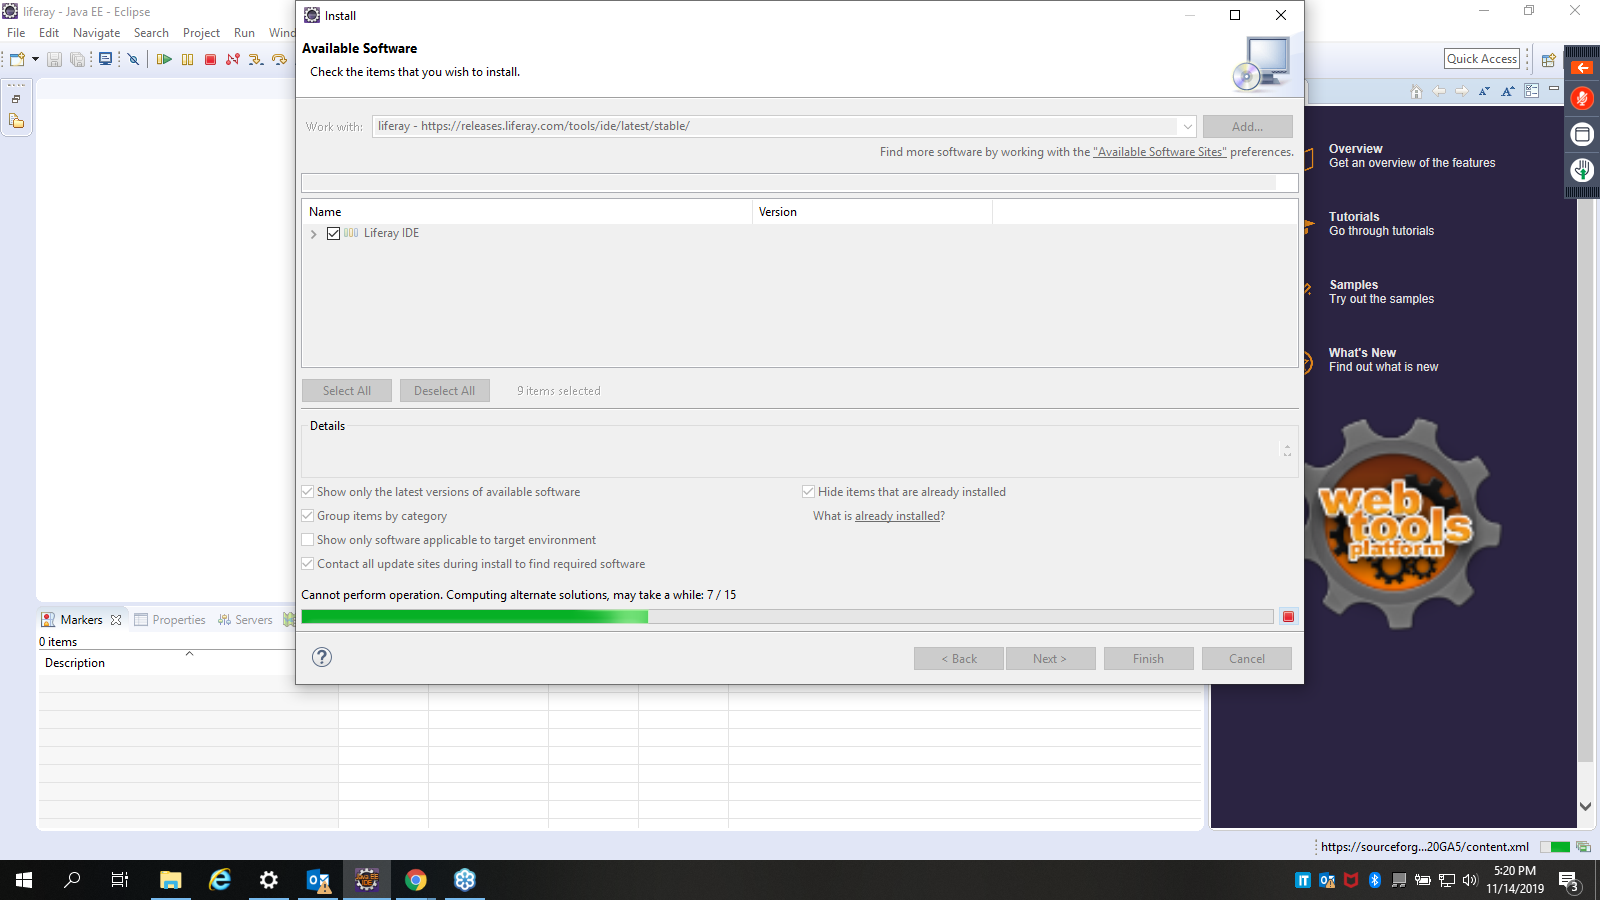 liferay - Java EE - Eclipse
File Edit Navigate Search Project Run Wind
Quick Access
Install
Available Software
Check the items that you wish to install.
Work with: liferay - https://releases.liferay.com/tools/ide/latest/stable/ Add...
Find more software by working with the "Available Software Sites" preferences.
Name Version
Liferay IDE
Select All Deselect All 9 items selected
Details
Show only the latest versions of available software Hide items that are already installed
Group items by category What is already installed?
Show only software applicable to target environment
Contact all update sites during install to find required software
Cannot perform operation. Computing alternate solutions, may take a while: 7 / 15
< Back Next > Finish Cancel
Overview
Get an overview of the features
Tutorials
Go through tutorials
Samples
Try out the samples
What's New
Find out what is new
web
tools
platform
Markers Properties Servers
0 items
Description
https://sourceforg...20GA5/content.xml
5:20 PM
11/14/2019
3